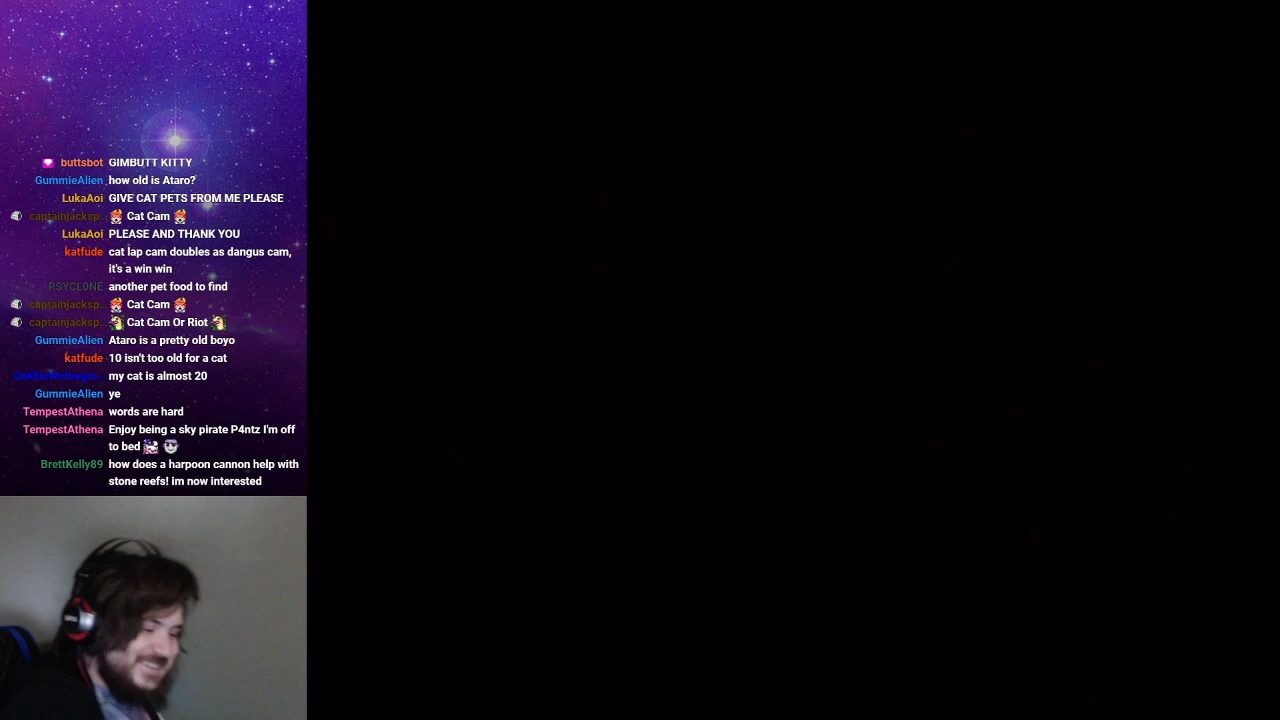 buttsbot GIMBUTT KITTY
GummieAlien how old is Ataro?
LukaAoi GIVE CAT PETS FROM ME PLEASE
captainjacksp... Cat Cam
LukaAoi PLEASE AND THANK YOU
katfude cat lap cam doubles as dangus cam,
it's a win win
PSYCL0NE another pet food to find
captainjacksp... Cat Cam
captainjacksp... Cat Cam Or Riot
GummieAlien Ataro is a pretty old boyo
katfude 10 isn't too old for a cat
my cat is almost 20
GummieAlien ye
TempestAthena words are hard
TempestAthena Enjoy being a sky pirate P4ntz I'm off
to bed
BrettKelly89 how does a harpoon cannon help with
stone reefs! im now interested